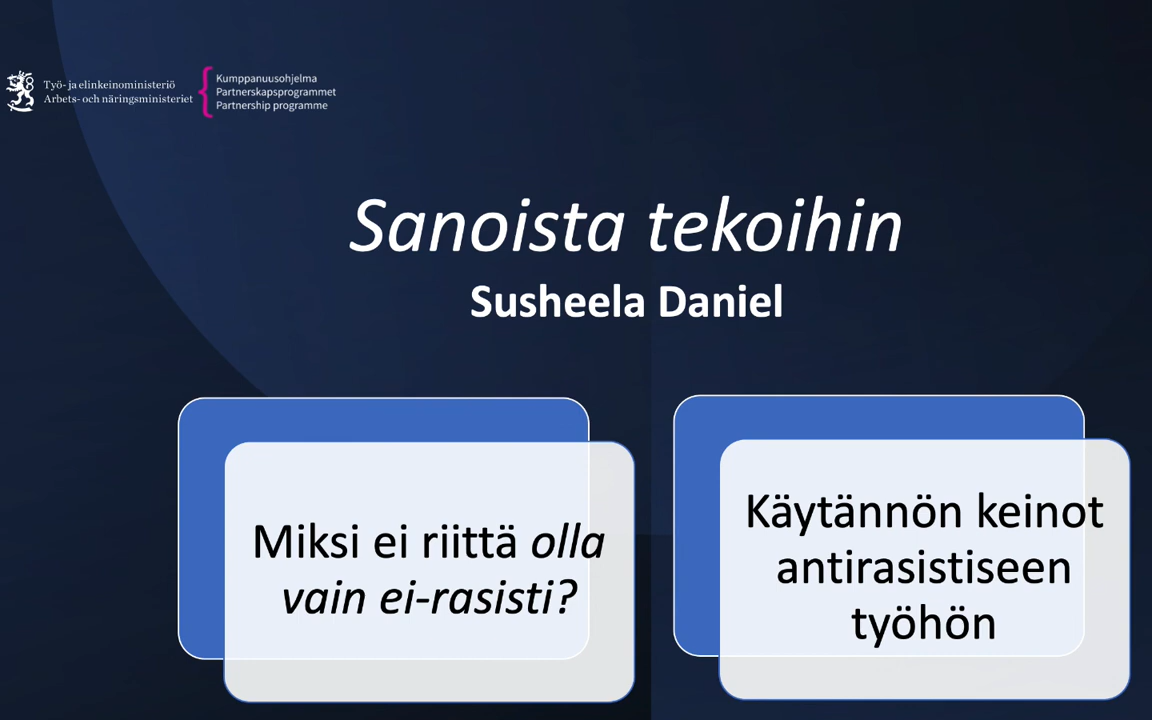 Työ- ja elinkeinoministeriö
Arbets- och näringsministeriet
Kumppanuusohjelma
Partnerskapsprogrammet
Partnership programme
Sanoista tekoihin
Susheela Daniel
Miksi ei riittä olla
vain ei-rasisti?
Käytännön keinot
antirasistiseen
työhön